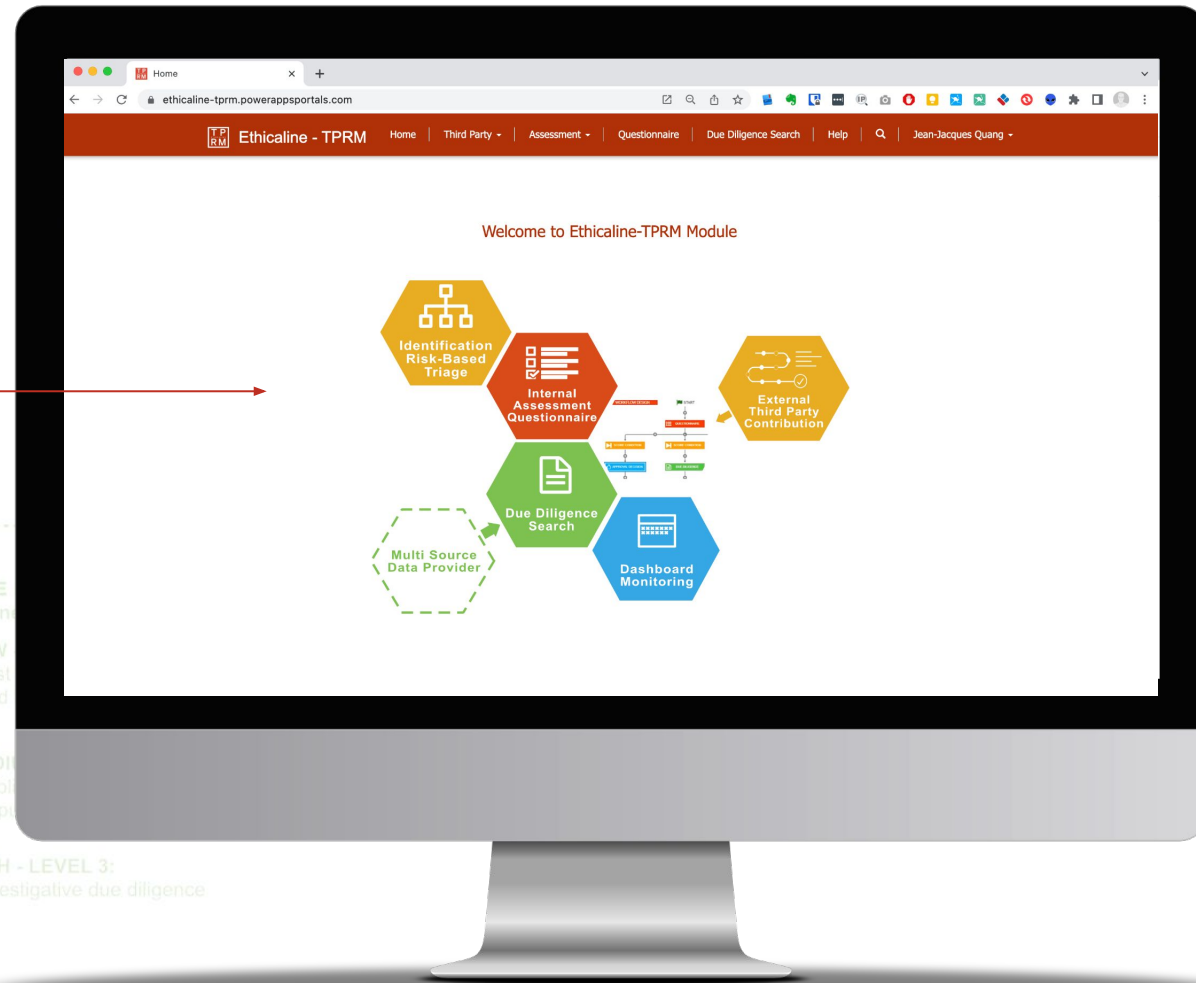 Home
ethicaline-tprm.powerappsportals.com
TP
RM
Ethicaline - TPRM
Home
Third Party
Assessment
Questionnaire
Due Diligence Search
Help
Jean-Jacques Quang
Welcome to Ethicaline-TPRM Module
Identification
Risk-Based
Triage
Internal
Assessment
Questionnaire
START
External
Third Party
Contribution
Due Diligence
Search
Multi Source
Data Provider
Dashboard
Monitoring
H - LEVEL 3:
estigative due diligence